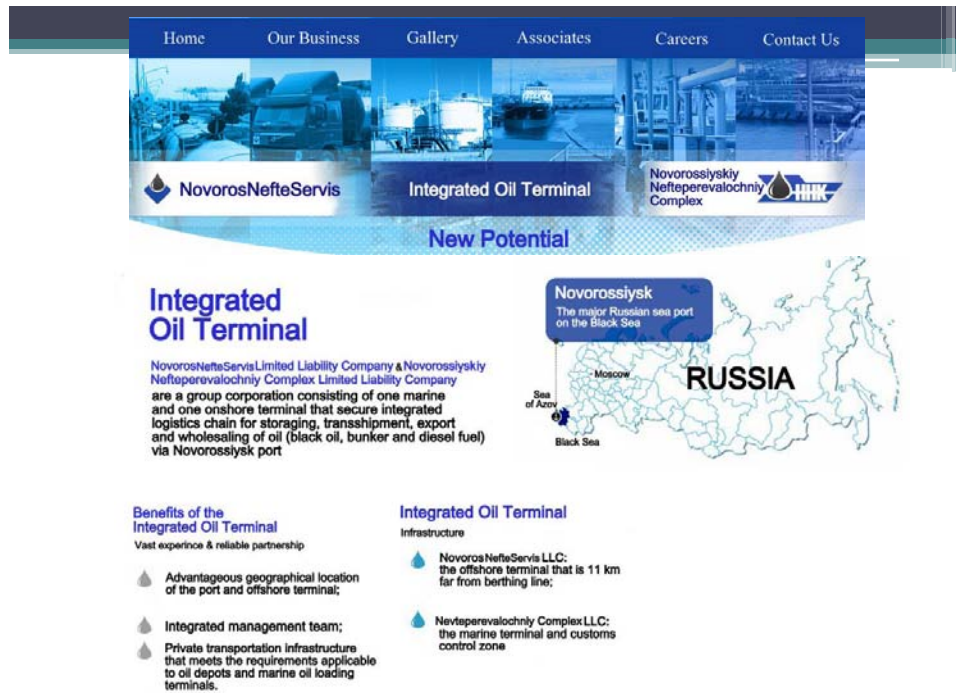 Home Our Business Gallery Associates Careers Contact Us
NovorosNefteServis
Integrated Oil Terminal
Novorossiyskiy
Nefteperevalochniy
Complex
ННК
New Potential
Integrated
Oil Terminal
NovorosNefteServis Limited Liability Company & Novorossiyskiy
Nefteperevalochniy Complex Limited Liability Company
are a group corporation consisting of one marine
and one onshore terminal that secure integrated
logistics chain for storaging, transshipment, export
and wholesaling of oil (black oil, bunker and diesel fuel)
via Novorossiysk port
Novorossiysk
The major Russian sea port
on the Black Sea
Moscow
RUSSIA
Sea
of Azov
Black Sea
Benefits of the
Integrated Oil Terminal
Vast experince & reliable partnership
Advantageous geographical location
of the port and offshore terminal;
Integrated management team;
Private transportation infrastructure
that meets the requirements applicable
to oil depots and marine oil loading
terminals.
Integrated Oil Terminal
Infrastructure
NovorosNefteServis LLC:
the offshore terminal that is 11 km
far from berthing line;
Nevteperevalochniy Complex LLC:
the marine terminal and customs
control zone